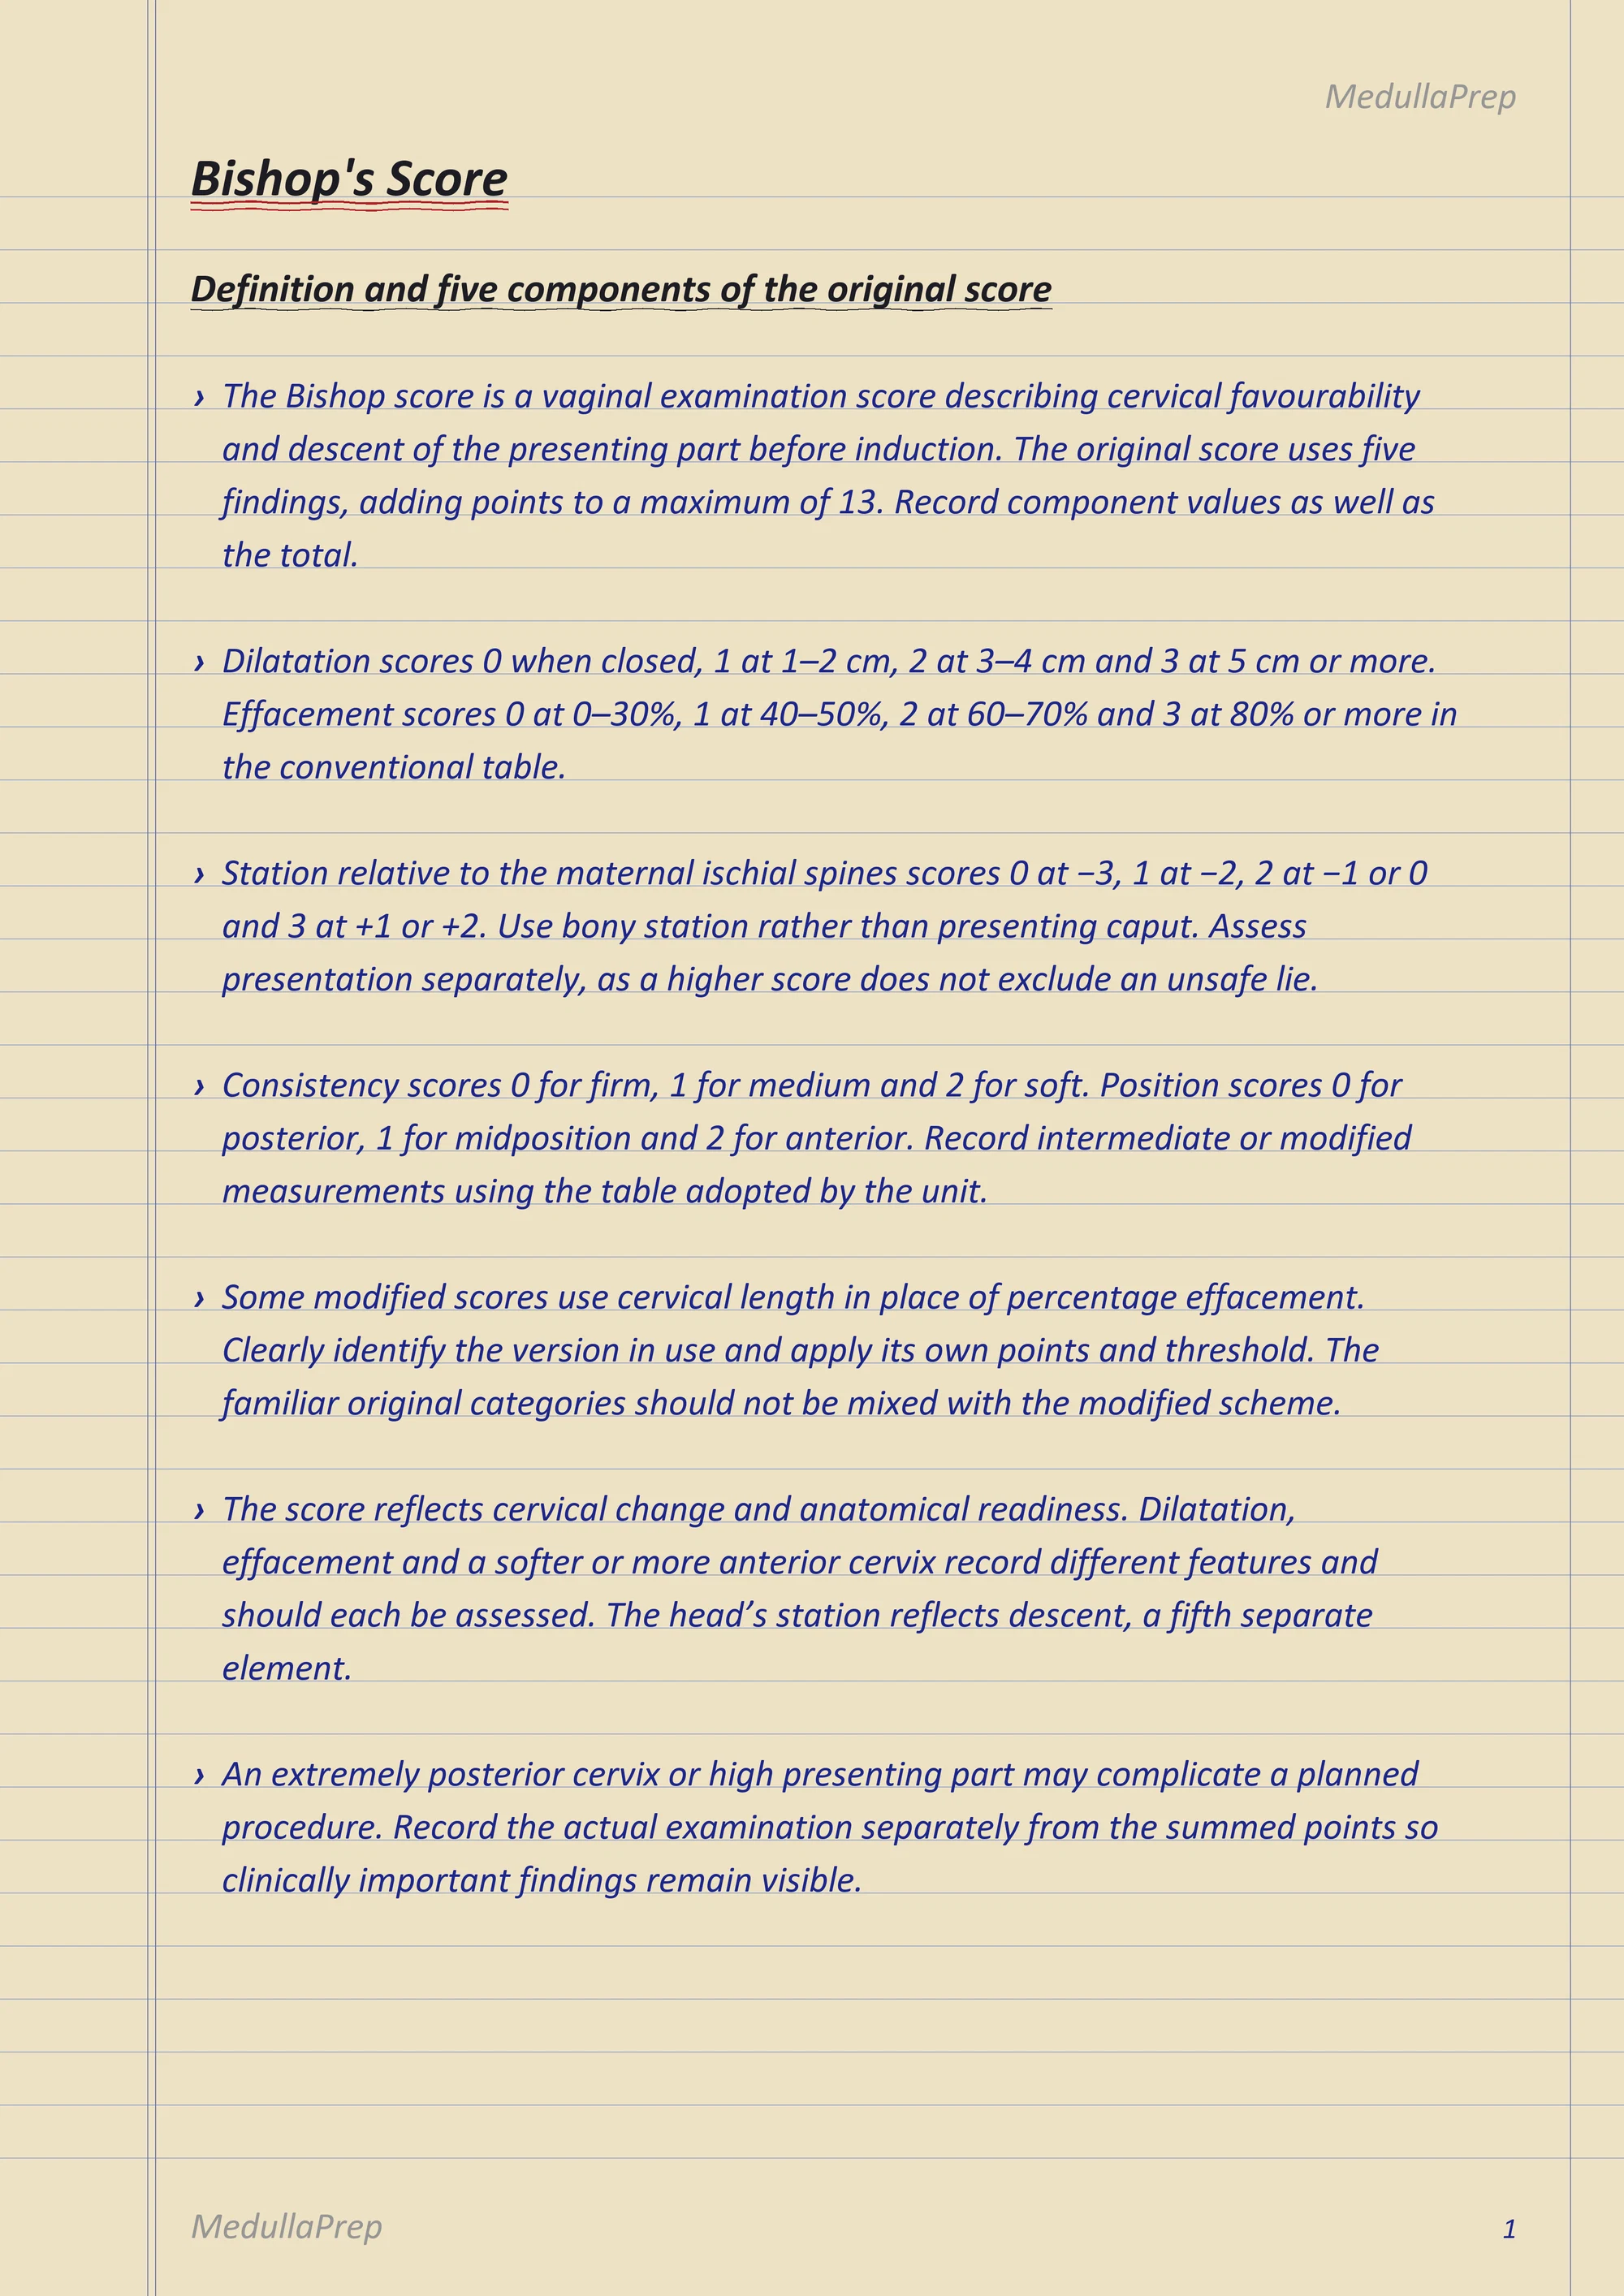 MedullaPrep
Bishop's Score
Definition and five components of the original score
› The Bishop score is a vaginal examination score describing cervical favourability
and descent of the presenting part before induction. The original score uses five
findings, adding points to a maximum of 13. Record component values as well as
the total.
› Dilatation scores 0 when closed, 1 at 1–2 cm, 2 at 3–4 cm and 3 at 5 cm or more.
Effacement scores 0 at 0–30%, 1 at 40–50%, 2 at 60–70% and 3 at 80% or more in
the conventional table.
› Station relative to the maternal ischial spines scores 0 at −3, 1 at −2, 2 at −1 or 0
and 3 at +1 or +2. Use bony station rather than presenting caput. Assess
presentation separately, as a higher score does not exclude an unsafe lie.
› Consistency scores 0 for firm, 1 for medium and 2 for soft. Position scores 0 for
posterior, 1 for midposition and 2 for anterior. Record intermediate or modified
measurements using the table adopted by the unit.
› Some modified scores use cervical length in place of percentage effacement.
Clearly identify the version in use and apply its own points and threshold. The
familiar original categories should not be mixed with the modified scheme.
› The score reflects cervical change and anatomical readiness. Dilatation,
effacement and a softer or more anterior cervix record different features and
should each be assessed. The head’s station reflects descent, a fifth separate
element.
› An extremely posterior cervix or high presenting part may complicate a planned
procedure. Record the actual examination separately from the summed points so
clinically important findings remain visible.
MedullaPrep
1